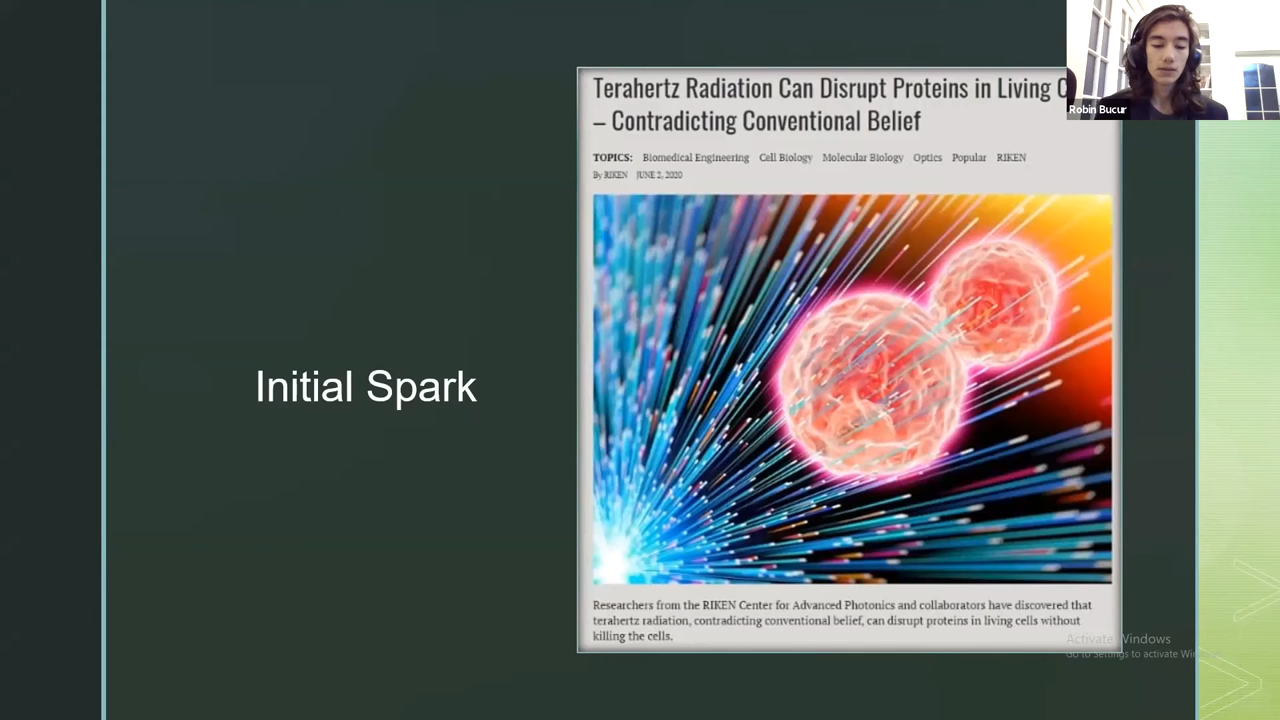 Terahertz Radiation Can Disrupt Proteins in Living C
– Contradicting Conventional Belief
TOPICS: Biomedical Engineering Cell Biology Molecular Biology Optics Popular RIKEN
By RIKEN JUNE 2, 2020
Robin Bucur
Initial Spark
Researchers from the RIKEN Center for Advanced Photonics and collaborators have discovered that
terahertz radiation, contradicting conventional belief, can disrupt proteins in living cells without
killing the cells.
Activate Windows
Go to Settings to activate